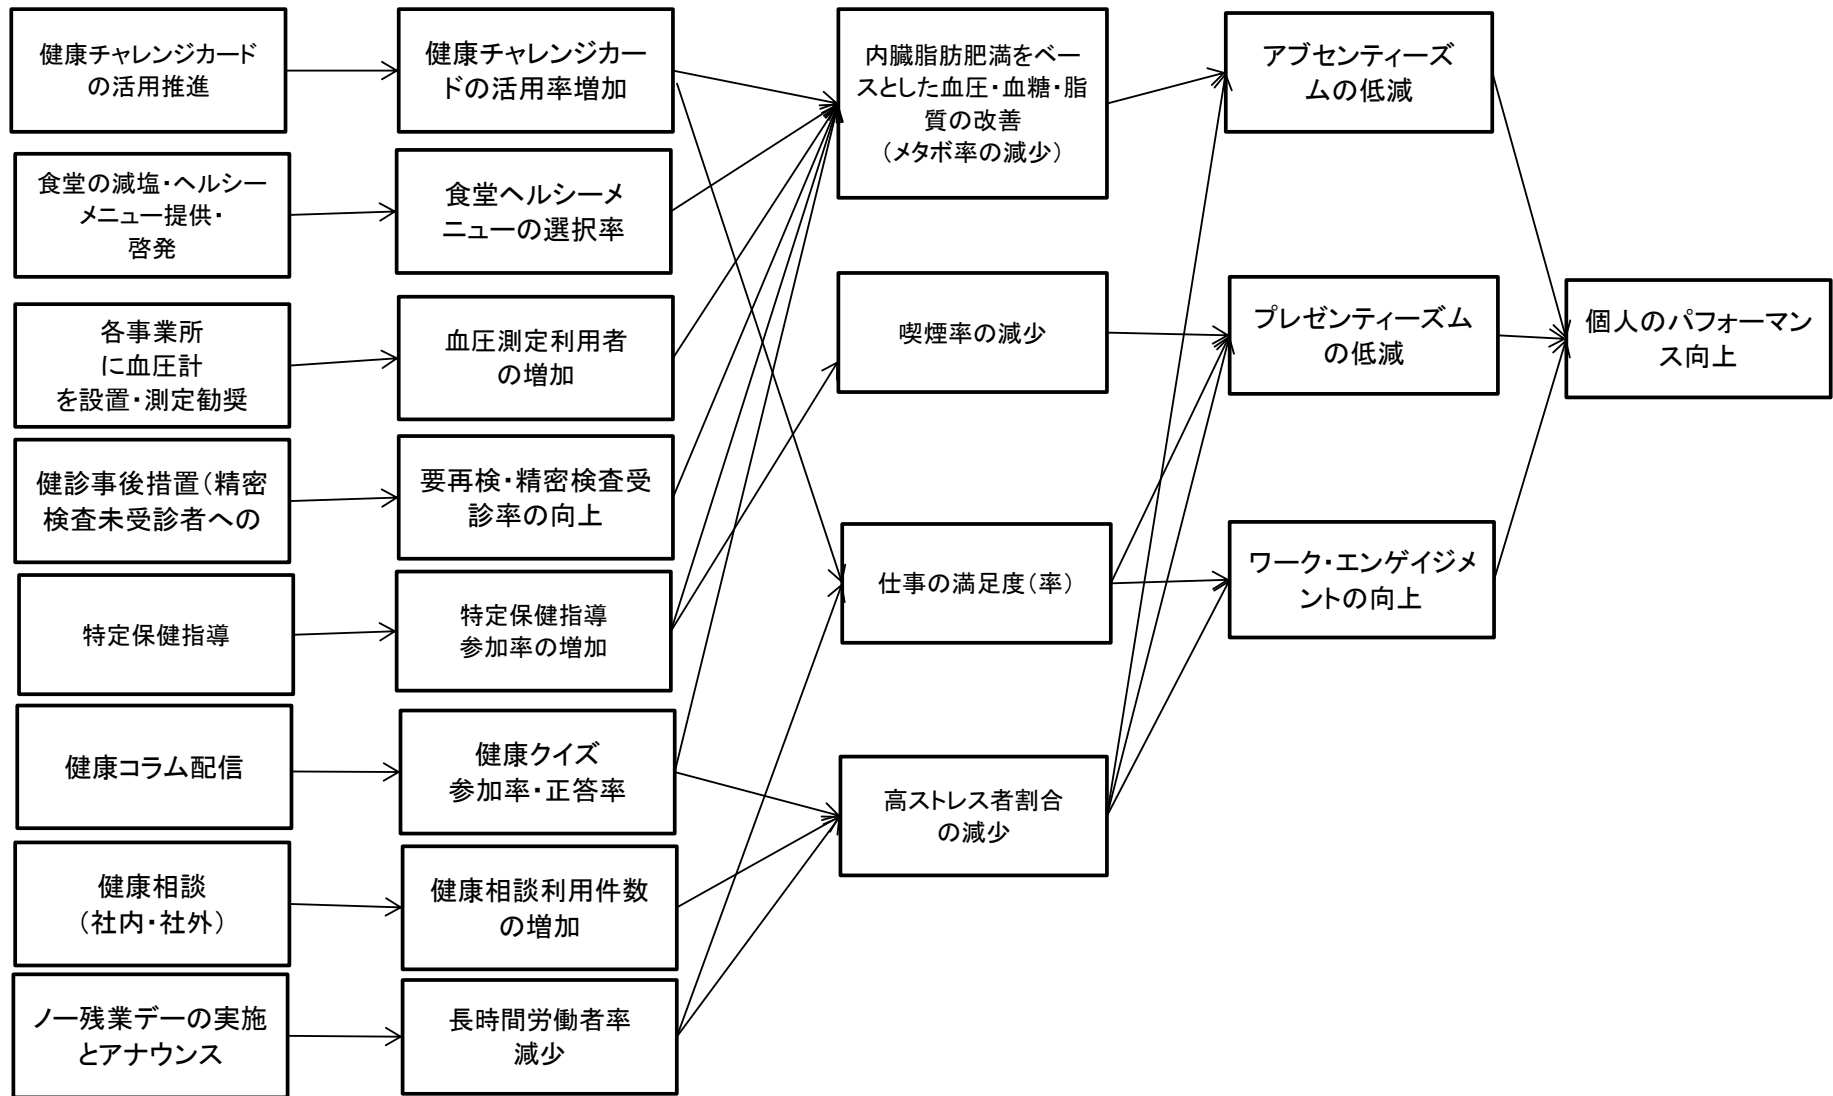 健康チャレンジカード
の活用推進
食堂の減塩・ヘルシー
メニュー提供・
啓発
各事業所
に血圧計
を設置・測定勧奨
健診事後措置(精密
検査未受診者への
特定保健指導
健康コラム配信
健康相談
(社内・社外)
ノー残業デーの実施
とアナウンス
健康チャレンジカー
ドの活用率増加
食堂ヘルシーメ
ニューの選択率
血圧測定利用者
の増加
要再検・精密検査受
診率の向上
特定保健指導
参加率の増加
健康クイズ
参加率・正答率
健康相談利用件数
の増加
長時間労働者率
減少
内臓脂肪肥満をベー
スとした血圧・血糖・脂
質の改善
(メタボ率の減少)
喫煙率の減少
仕事の満足度(率)
高ストレス者割合
の減少
アブセンティーズ
ムの低減
プレゼンティーズム
の低減
ワーク・エンゲイジメ
ントの向上
個人のパフォーマン
ス向上